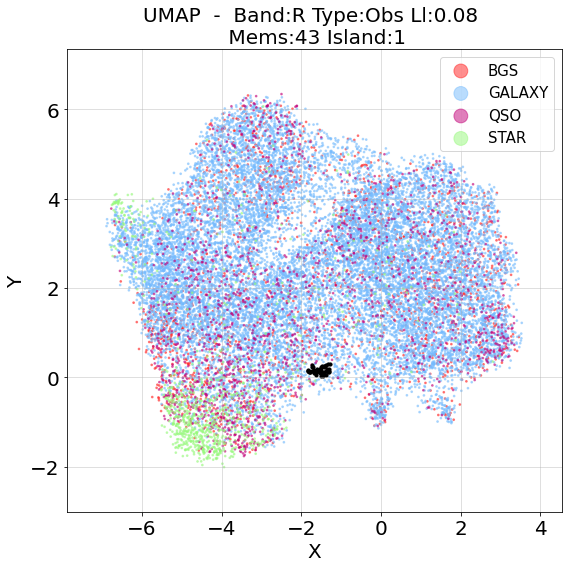 UMAP - Band:R Type:Obs Ll:0.08
Mems:43 Island:1
BGS
GALAXY
QSO
STAR
6
4
2
0
−2
Y
−6
−4
−2
0
2
4
X